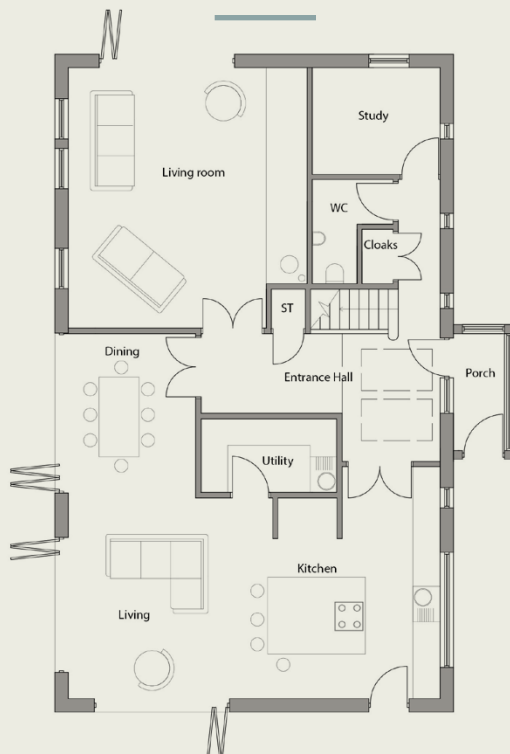 Study
Living room
WC
Cloaks
ST
Dining
Entrance Hall
Porch
Utility
Kitchen
Living